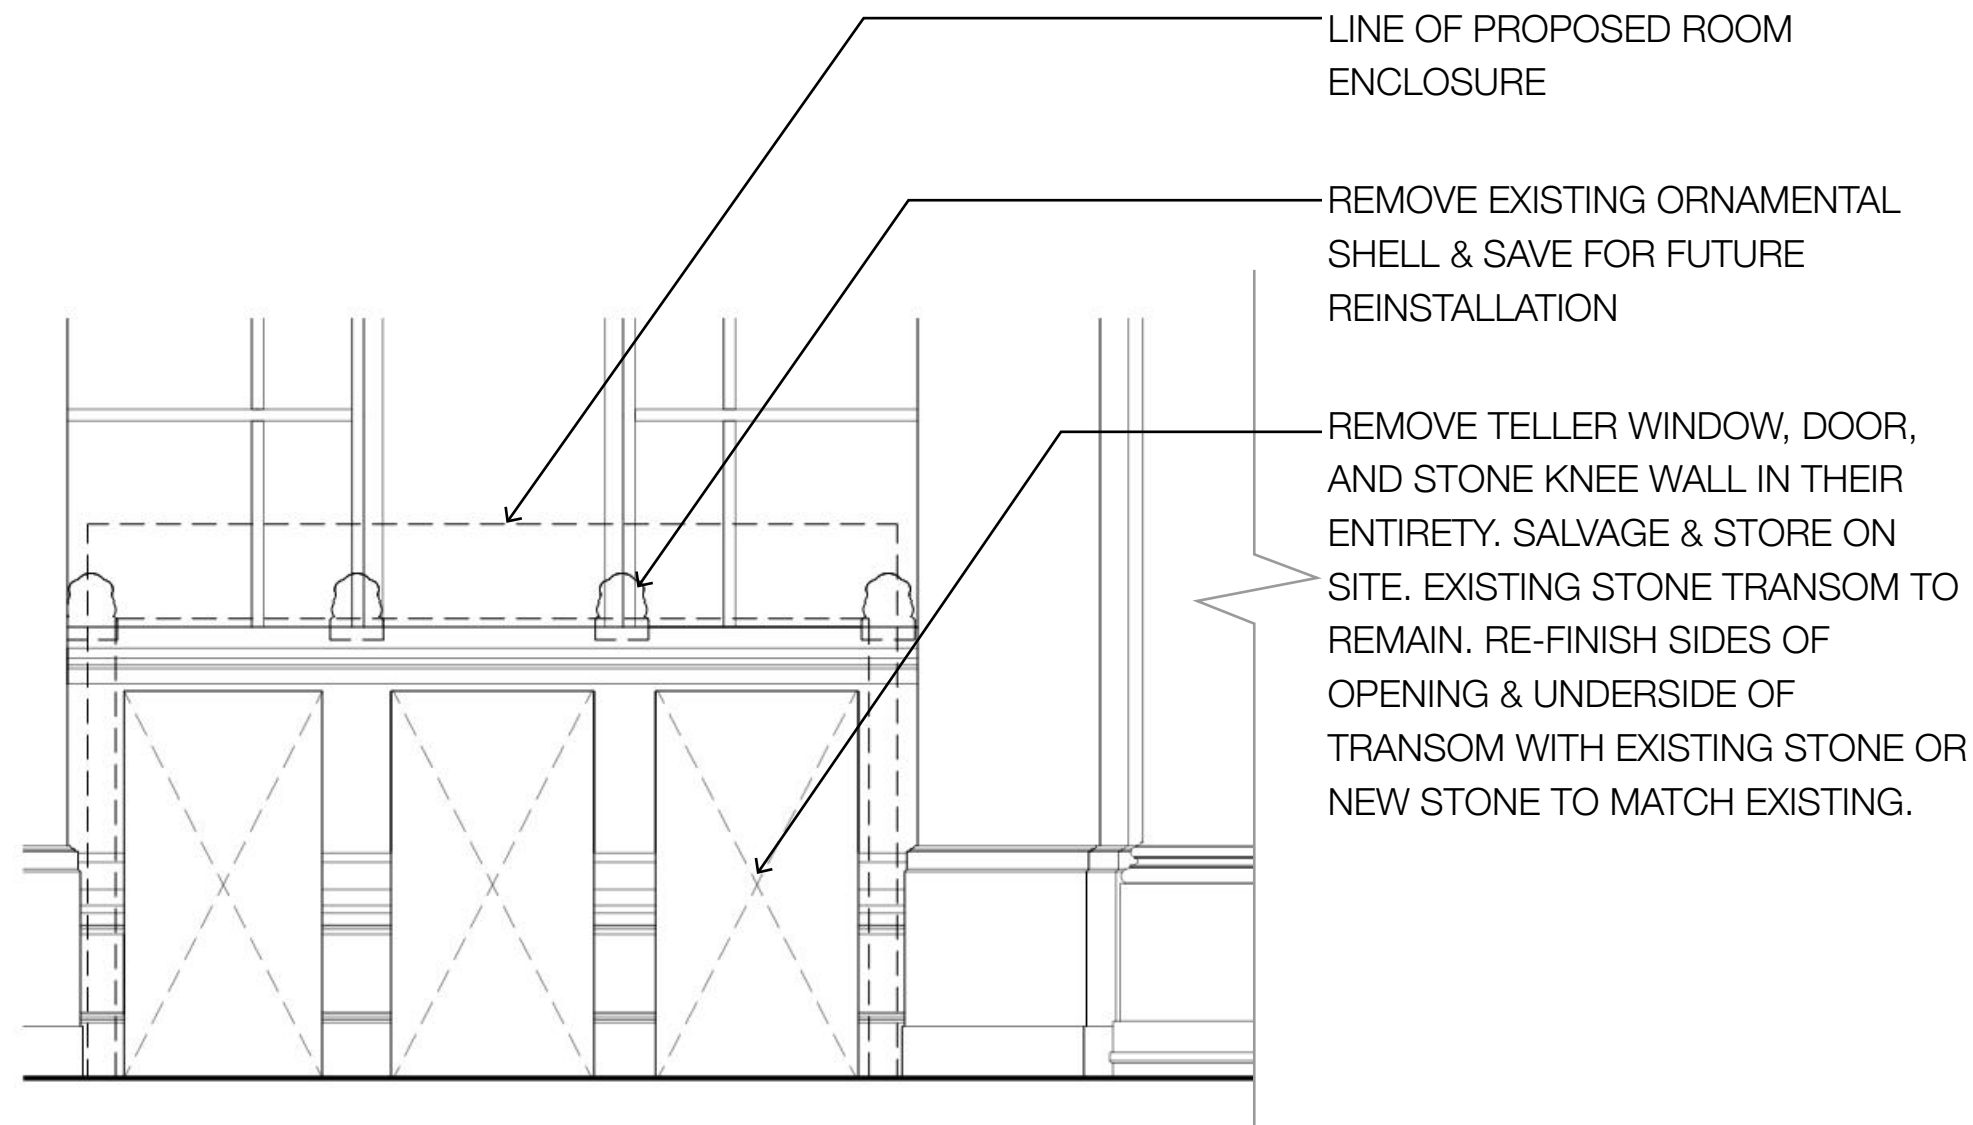 LINE OF PROPOSED ROOM
ENCLOSURE
REMOVE EXISTING ORNAMENTAL
SHELL & SAVE FOR FUTURE
REINSTALLATION
REMOVE TELLER WINDOW, DOOR,
AND STONE KNEE WALL IN THEIR
ENTIRETY. SALVAGE & STORE ON
SITE. EXISTING STONE TRANSOM TO
REMAIN. RE-FINISH SIDES OF
OPENING & UNDERSIDE OF
TRANSOM WITH EXISTING STONE OR
NEW STONE TO MATCH EXISTING.